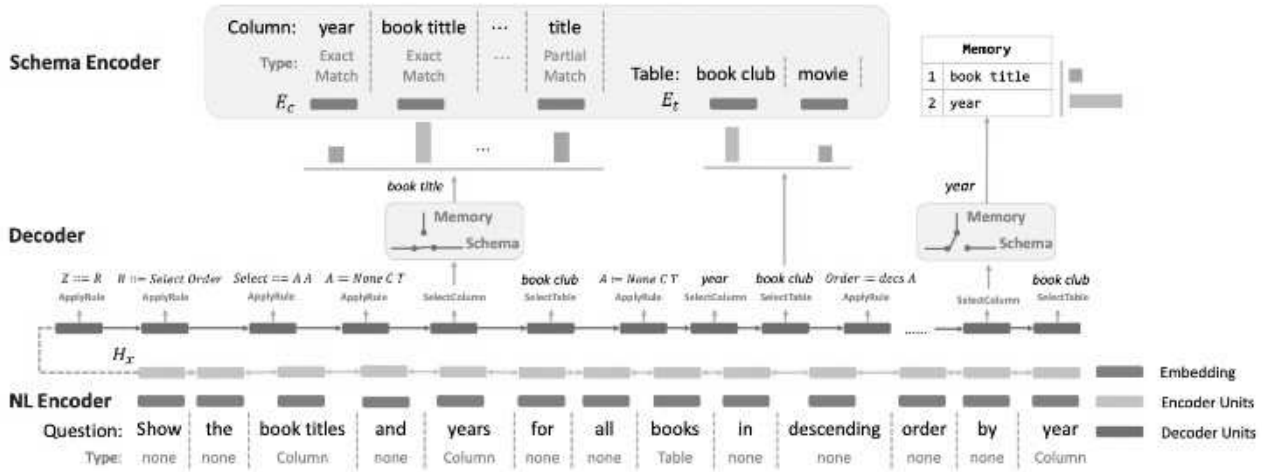 Column: year book tittle ... title
Type: Exact Match Exact Match ... Partial Match
Table: book club movie
E_c E_t
Schema Encoder
Memory
1 book title
2 year
...
book title
year
Memory
Schema
Memory
Schema
Decoder
Z ::= R R ::= Select Order Select ::= A A A ::= None C T book club A ::= None C T year book club Order ::= decs A book club
ApplyRule ApplyRule ApplyRule ApplyRule SelectColumn SelectTable ApplyRule SelectColumn SelectTable ApplyRule SelectColumn SelectTable
......
H_x
Embedding
NL Encoder
Encoder Units
Question: Show the book titles and years for all books in descending order by year
Decoder Units
Type: none none Column none Column none none Table none none none none Column